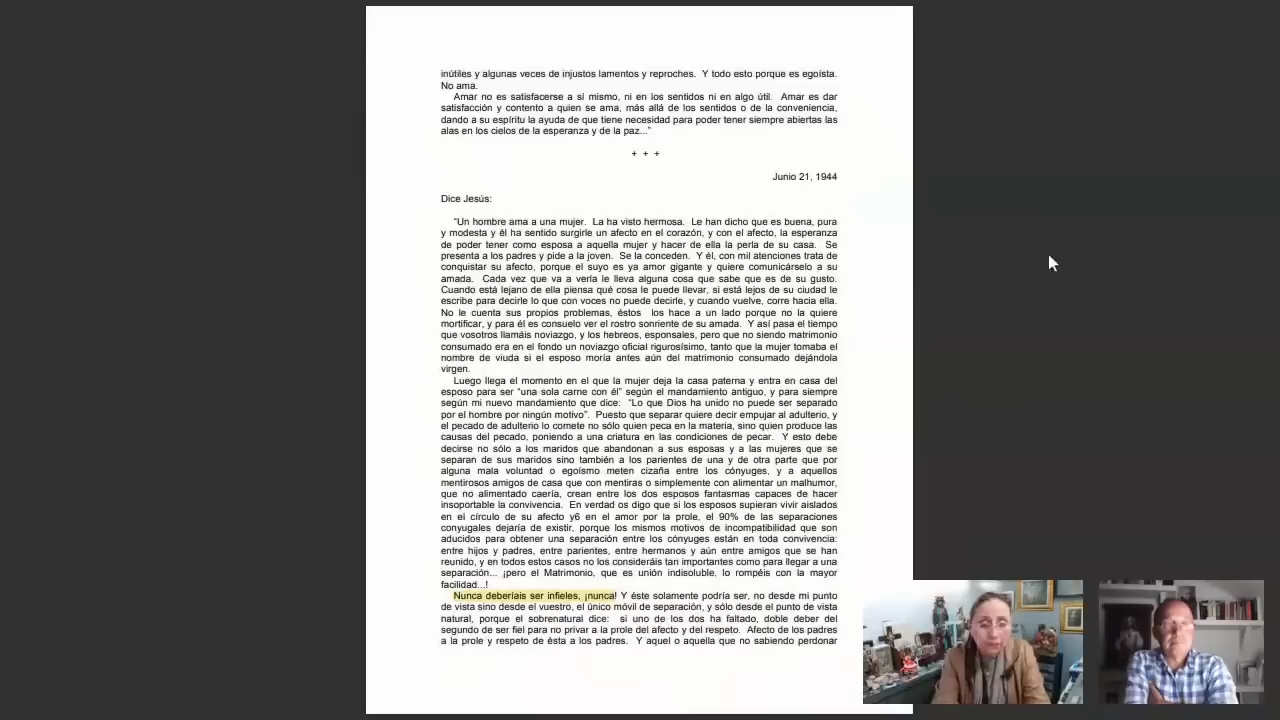 inútiles y algunas veces de injustos lamentos y reproches. Y todo esto porque es egoísta.
No ama.
Amar no es satisfacerse a sí mismo, ni en los sentidos ni en algo útil. Amar es dar
satisfacción y contento a quien se ama, más allá de los sentidos o de la conveniencia,
dando a su espíritu la ayuda de que tiene necesidad para poder tener siempre abiertas las
alas en los cielos de la esperanza y de la paz..."
+ + +
Junio 21, 1944
Dice Jesús:
"Un hombre ama a una mujer. La ha visto hermosa. Le han dicho que es buena, pura
y modesta y él ha sentido surgirle un afecto en el corazón, y con el afecto, la esperanza
de poder tener como esposa a aquella mujer y hacer de ella la perla de su casa. Se
presenta a los padres y pide a la joven. Se la conceden. Y él, con mil atenciones trata de
conquistar su afecto, porque el suyo es ya amor gigante y quiere comunicárselo a su
amada. Cada vez que va a verla le lleva alguna cosa que sabe que es de su gusto.
Cuando está lejano de ella piensa qué cosa le puede llevar, si está lejos de su ciudad le
escribe para decirle lo que con voces no puede decirle, y cuando vuelve, corre hacia ella.
No le cuenta sus propios problemas, éstos los hace a un lado porque no la quiere
mortificar, y para él es consuelo ver el rostro sonriente de su amada. Y así pasa el tiempo
que vosotros llamáis noviazgo, y los hebreos, esponsales, pero que no siendo matrimonio
consumado era en el fondo un noviazgo oficial rigurosísimo, tanto que la mujer tomaba el
nombre de viuda si el esposo moría antes aún del matrimonio consumado dejándola
virgen.
Luego llega el momento en el que la mujer deja la casa paterna y entra en casa del
esposo para ser "una sola carne con él" según el mandamiento antiguo, y para siempre
según mi nuevo mandamiento que dice: "Lo que Dios ha unido no puede ser separado
por el hombre por ningún motivo". Puesto que separar quiere decir empujar al adulterio, y
el pecado de adulterio lo comete no sólo quien peca en la materia, sino quien produce las
causas del pecado, poniendo a una criatura en las condiciones de pecar. Y esto debe
decirse no sólo a los maridos que abandonan a sus esposas y a las mujeres que se
separan de sus maridos sino también a los parientes de una y de otra parte que por
alguna mala voluntad o egoísmo meten cizaña entre los cónyuges, y a aquellos
mentirosos amigos de casa que con mentiras o simplemente con alimentar un malhumor,
que no alimentado caería, crean entre los dos esposos fantasmas capaces de hacer
insoportable la convivencia. En verdad os digo que si los esposos supieran vivir aislados
en el círculo de su afecto y6 en el amor por la prole, el 90% de las separaciones
conyugales dejaría de existir, porque los mismos motivos de incompatibilidad que son
aducidos para obtener una separación entre los cónyuges están en toda convivencia:
entre hijos y padres, entre parientes, entre hermanos y aún entre amigos que se han
reunido, y en todos estos casos no los consideráis tan importantes como para llegar a una
separación... ¡pero el Matrimonio, que es unión indisoluble, lo rompéis con la mayor
facilidad...!
Nunca deberíais ser infieles, ¡nunca! Y éste solamente podría ser, no desde mi punto
de vista sino desde el vuestro, el único móvil de separación, y sólo desde el punto de vista
natural, porque el sobrenatural dice: si uno de los dos ha faltado, doble deber del
segundo de ser fiel para no privar a la prole del afecto y del respeto. Afecto de los padres
a la prole y respeto de ésta a los padres. Y aquel o aquella que no sabiendo perdonar